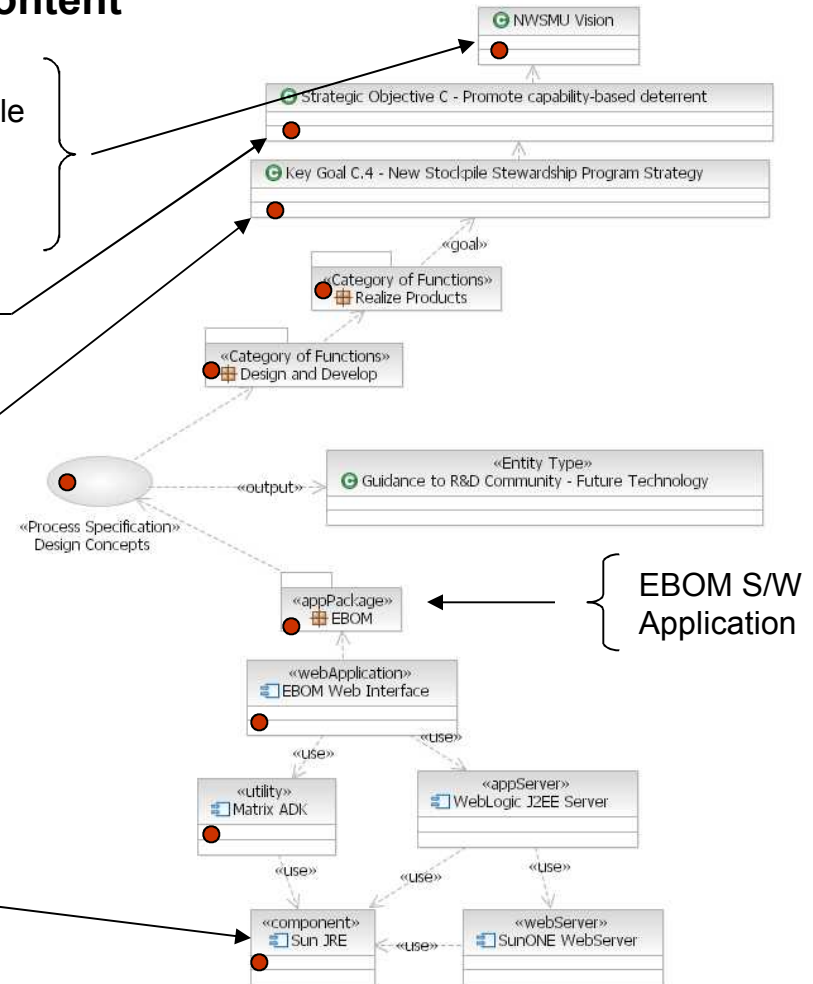 ontent
NWSMU Vision
le
Strategic Objective C - Promote capability-based deterrent
Key Goal C.4 - New Stockpile Stewardship Program Strategy
«goal»
«Category of Functions»
Realize Products
«Category of Functions»
Design and Develop
«Entity Type»
Guidance to R&D Community - Future Technology
«output»
«Process Specification»
Design Concepts
«appPackage»
EBOM
EBOM S/W
Application
«webApplication»
EBOM Web Interface
«use»
«use»
«utility»
Matrix ADK
«appServer»
WebLogic J2EE Server
«use»
«use»
«use»
«component»
Sun JRE
«use»
«webServer»
SunONE WebServer